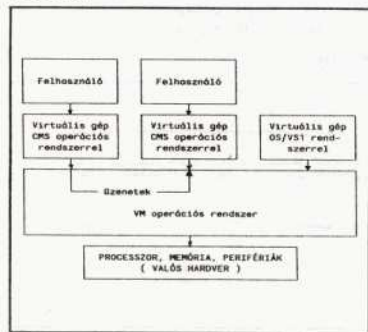 Felhasználó
Felhasználó
Virtuális gép
CMS operációs
rendszerrel
Virtuális gép
CMS operációs
rendszerrel
Virtuális gép
OS/VS1 rend-
szerrel
üzenetek
VM operációs rendszer
PROCESSZOR, MEMÓRIA, PERIFÉRIÁK
( VALÓS HARDVER )